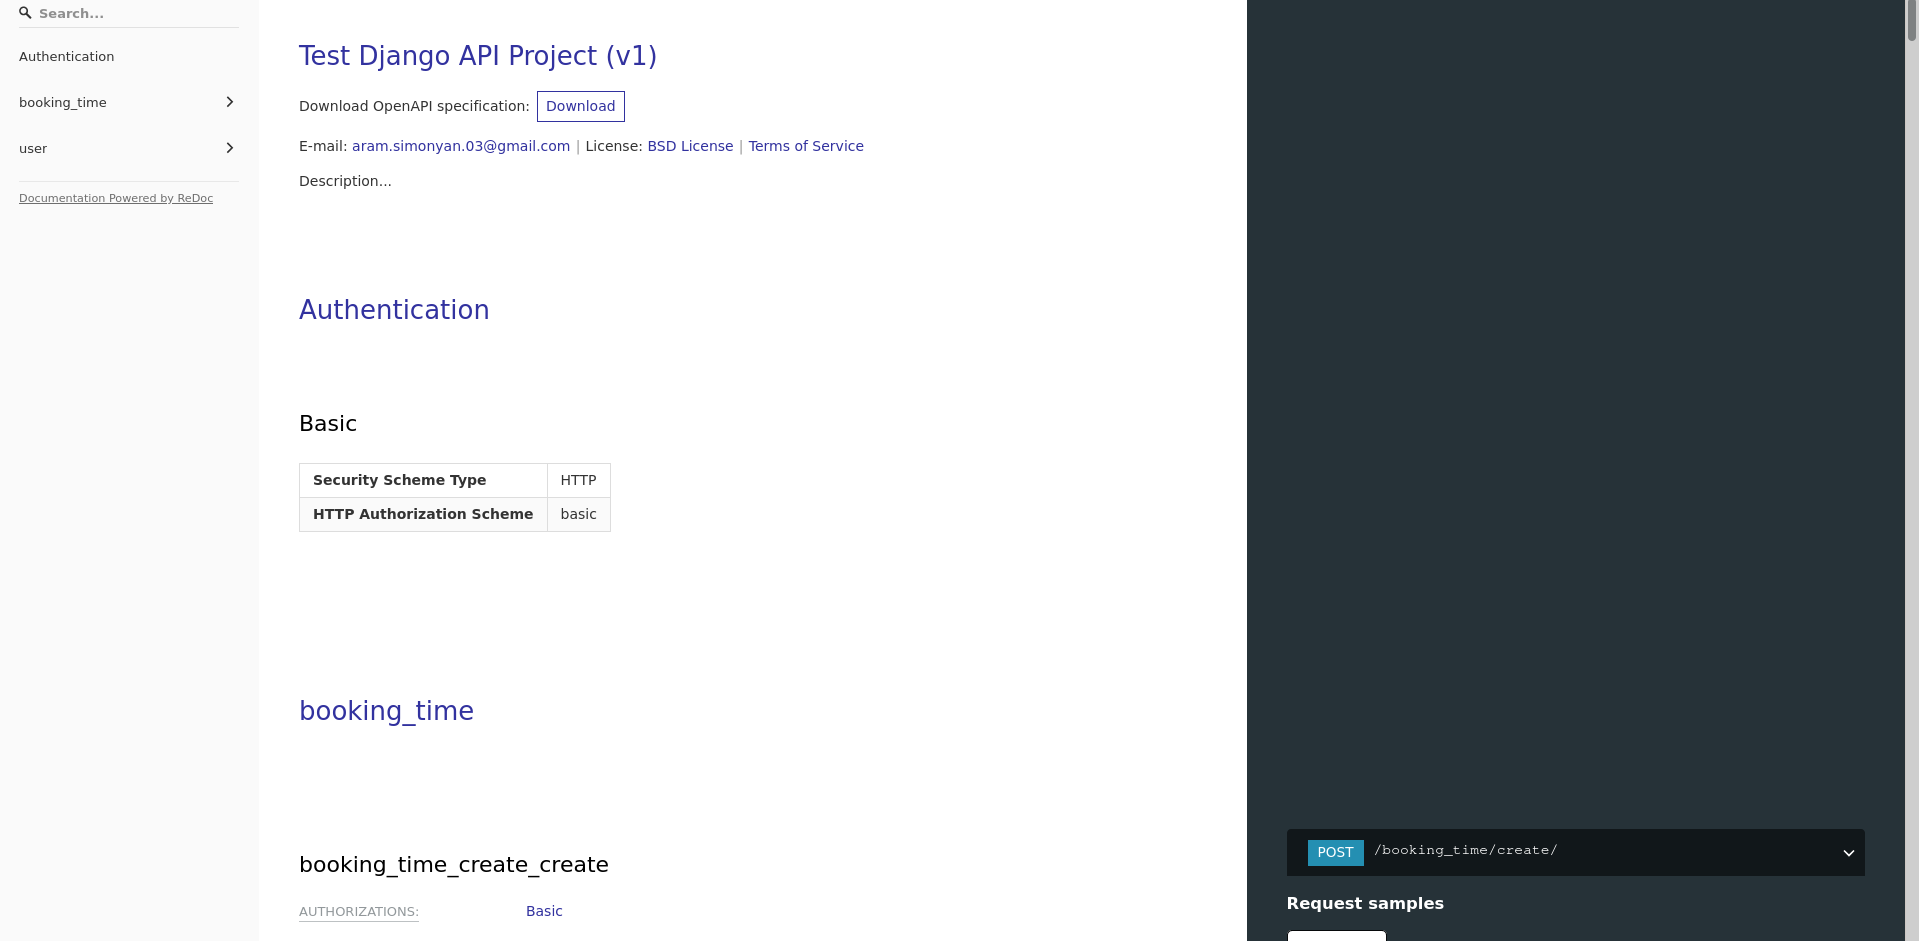 Search...
Authentication
booking_time
user
Documentation Powered by ReDoc
Test Django API Project (v1)
Download OpenAPI specification: Download
E-mail: aram.simonyan.03@gmail.com | License: BSD License | Terms of Service
Description...
Authentication
Basic
Security Scheme Type HTTP
HTTP Authorization Scheme basic
booking_time
booking_time_create_create
AUTHORIZATIONS: Basic
POST /booking_time/create/
Request samples